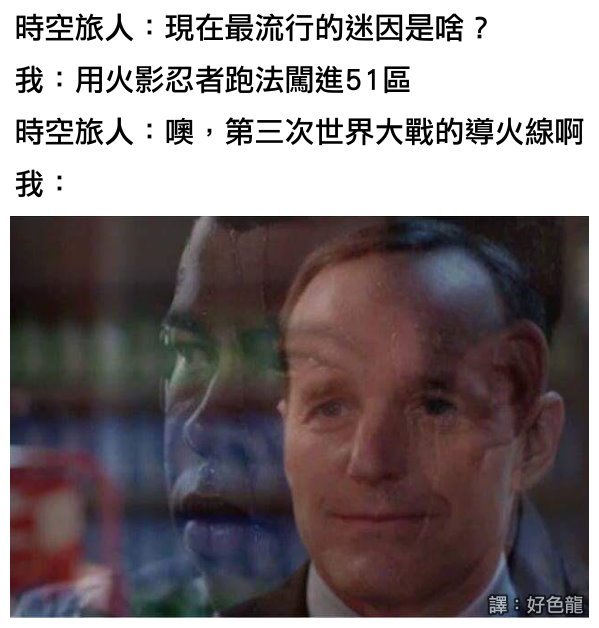 時空旅人：現在最流行的迷因是啥？
我：用火影忍者跑法闖進51區
時空旅人：噢，第三次世界大戰的導火線啊
我：
譯：好色龍